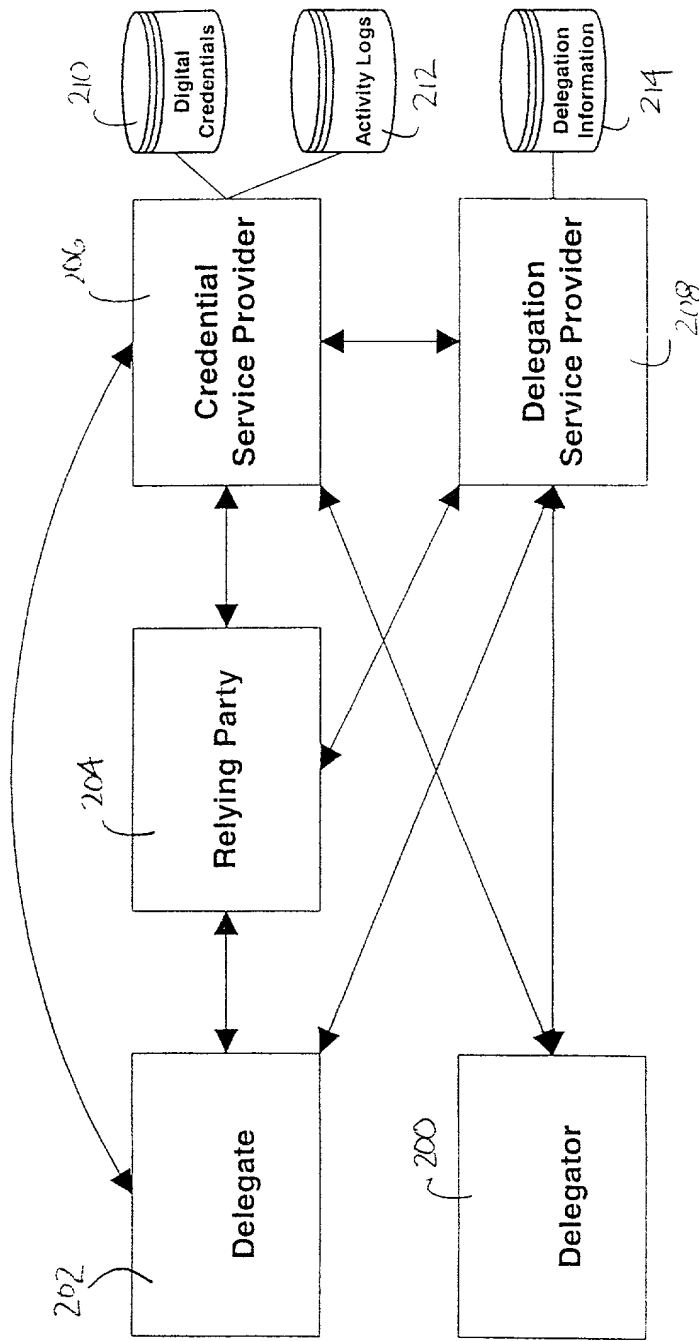 202
Delegate
204
Relying Party
206
Credential
Service Provider
210
Digital
Credentials
Activity Logs
212
200
Delegator
Delegation
Service Provider
208
Delegation
Information
214